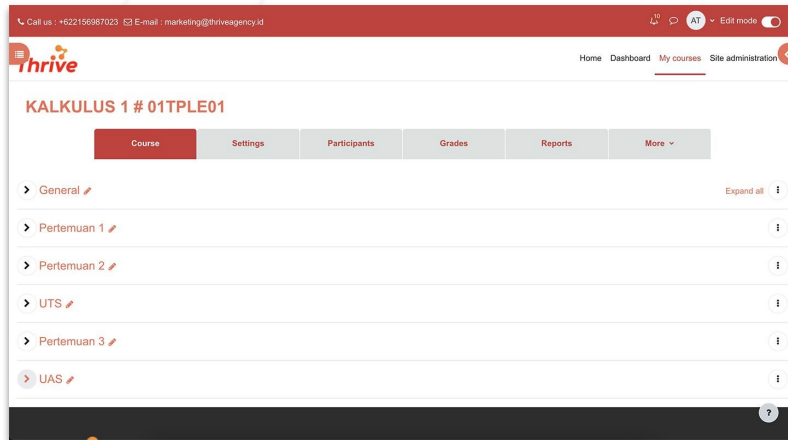 Call us : +622156987023 E-mail : marketing@thriveagency.id
10
AT
Edit mode
Thrive
Home Dashboard My courses Site administration
KALKULUS 1 # 01TPLE01
Course Settings Participants Grades Reports More
General
Expand all
Pertemuan 1
Pertemuan 2
UTS
Pertemuan 3
UAS
?